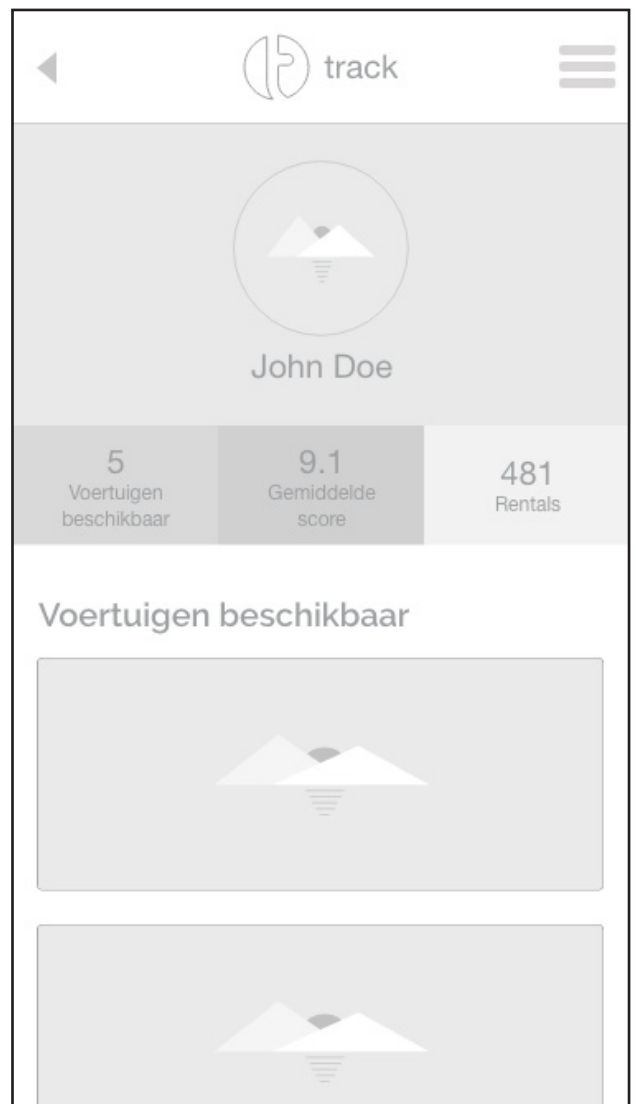 track
John Doe
5
Voertuigen
beschikbaar
9.1
Gemiddelde
score
481
Rentals
Voertuigen beschikbaar